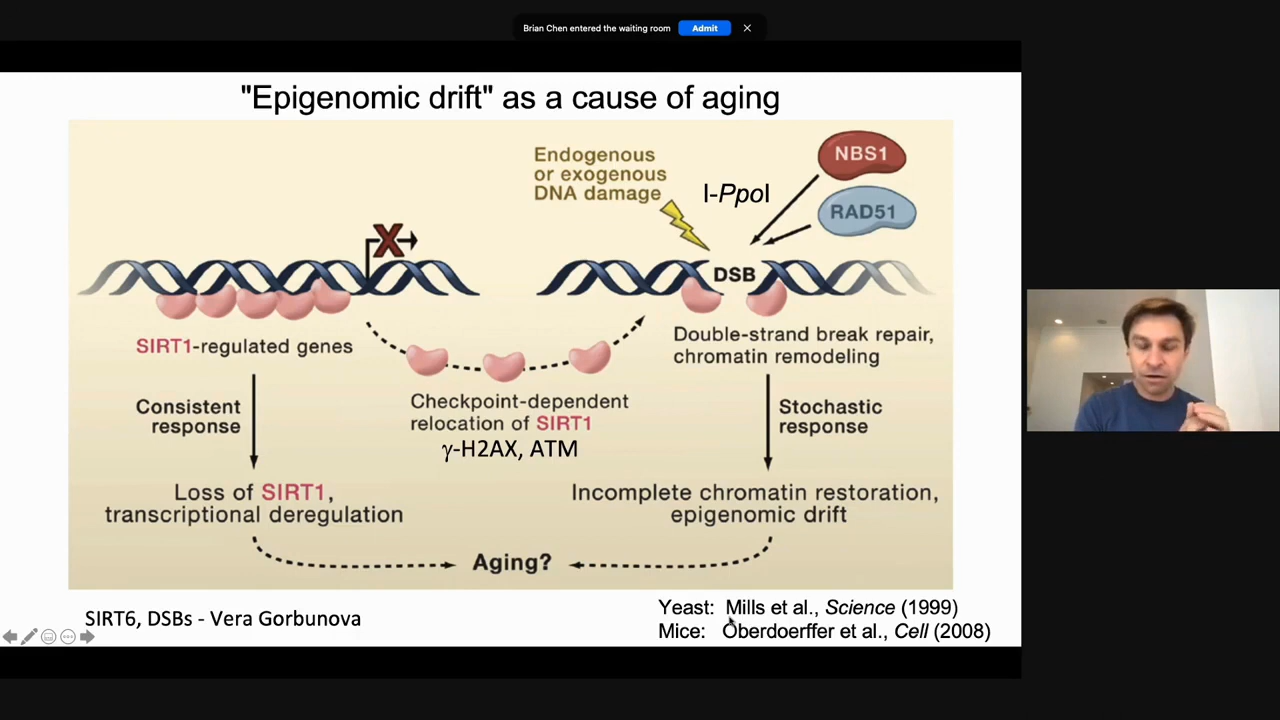 Brian Chen entered the waiting room Admit
"Epigenomic drift" as a cause of aging
Endogenous
or exogenous
DNA damage
I-PpoI
NBS1
RAD51
X
DSB
SIRT1-regulated genes
Double-strand break repair,
chromatin remodeling
Consistent
response
Checkpoint-dependent
relocation of SIRT1
γ-H2AX, ATM
Stochastic
response
Loss of SIRT1,
transcriptional deregulation
Incomplete chromatin restoration,
epigenomic drift
Aging?
SIRT6, DSBs - Vera Gorbunova
Yeast: Mills et al., Science (1999)
Mice: Oberdoerffer et al., Cell (2008)